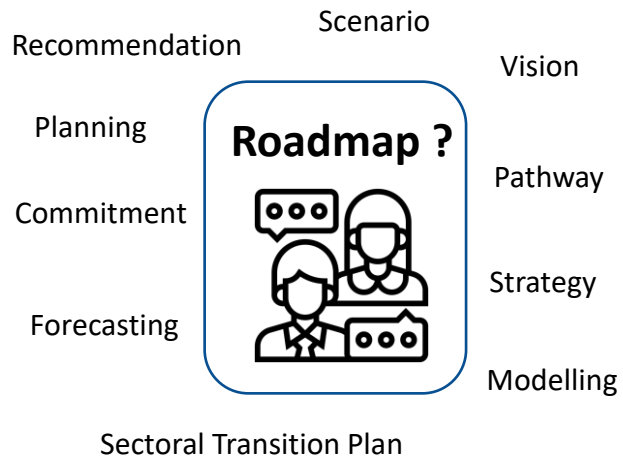 Scenario
Recommendation
Vision
Planning
Roadmap ?
Pathway
Commitment
Strategy
Forecasting
Modelling
Sectoral Transition Plan